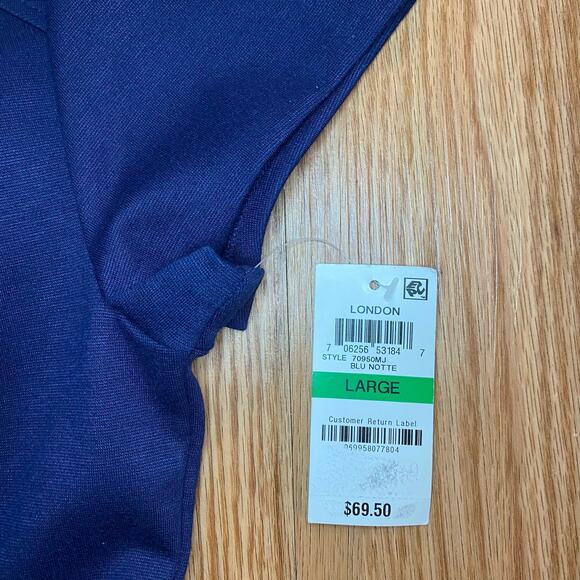 LONDON
7 06256 53184 7
STYLE 70950MJ
BLU NOTTE
LARGE
Customer Return Label
069958077804
$69.50